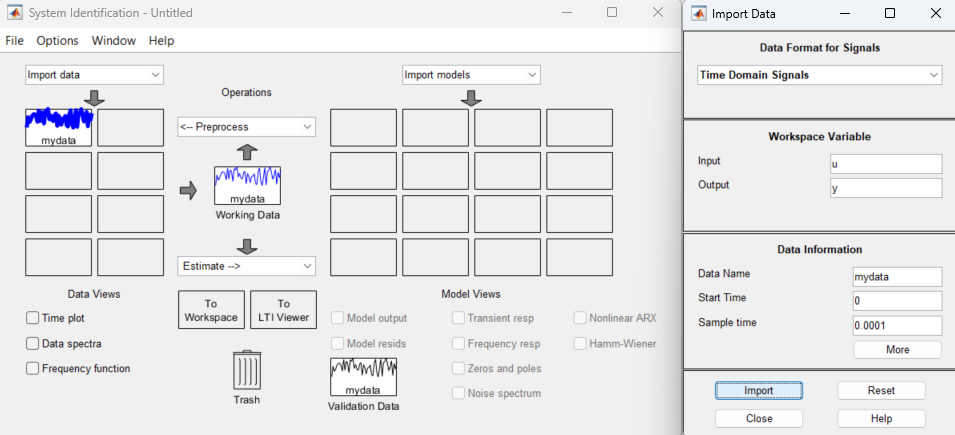 System Identification - Untitled
File Options Window Help
Import data
Import models
Operations
mydata
<-- Preprocess
mydata
Working Data
Estimate -->
Data Views
Model Views
To Workspace
To LTI Viewer
Time plot
Data spectra
Frequency function
Model output
Transient resp
Nonlinear ARX
Model resids
Frequency resp
Hamm-Wiener
Zeros and poles
Noise spectrum
Trash
mydata
Validation Data
Import Data
Data Format for Signals
Time Domain Signals
Workspace Variable
Input u
Output y
Data Information
Data Name mydata
Start Time 0
Sample time 0.0001
More
Import Reset
Close Help